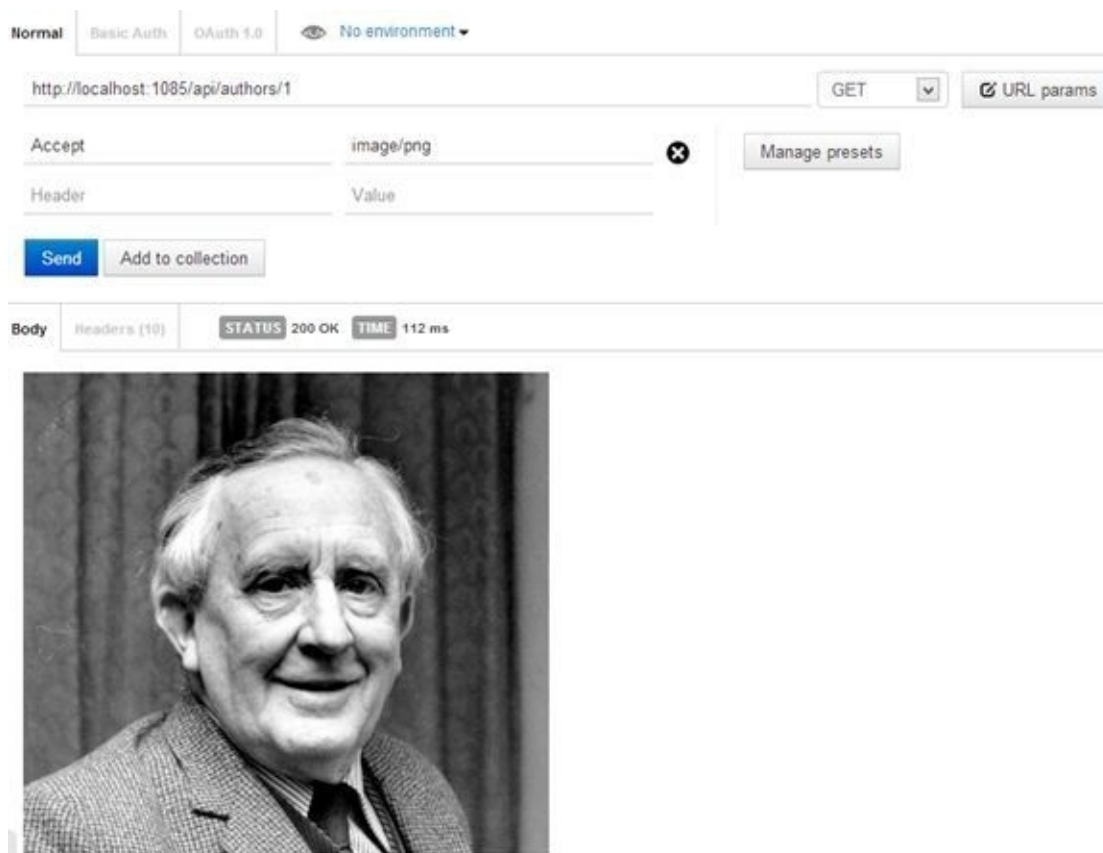 Normal Basic Auth OAuth 1.0 No environment
http://localhost:1085/api/authors/1 GET URL params
Accept image/png Manage presets
Header Value
Send Add to collection
Body Headers (10) STATUS 200 OK TIME 112 ms